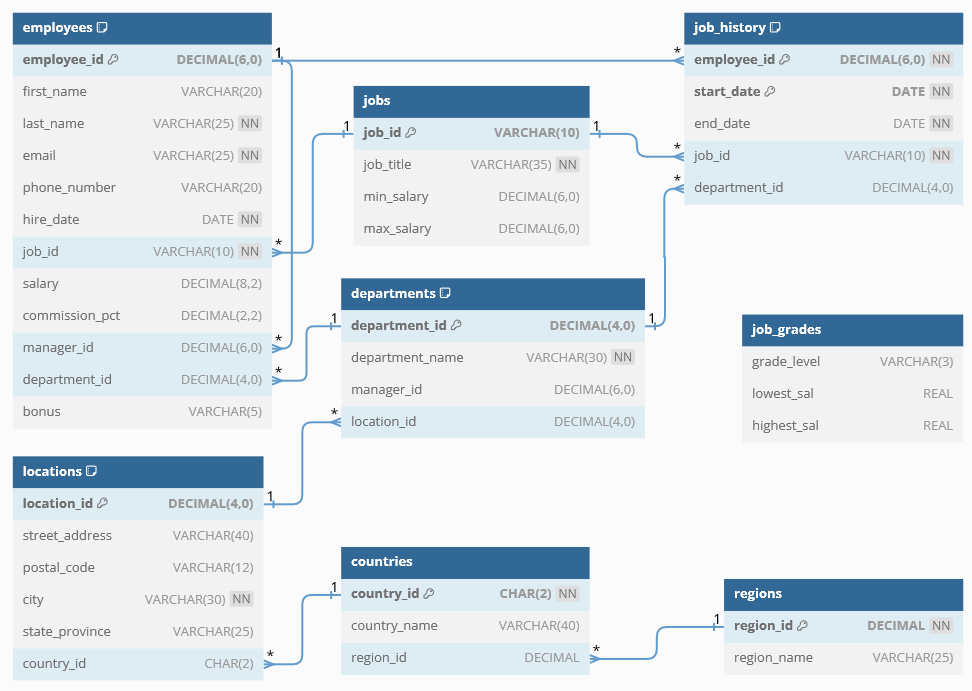 employees
employee_id DECIMAL(6,0)
first_name VARCHAR(20)
last_name VARCHAR(25) NN
email VARCHAR(25) NN
phone_number VARCHAR(20)
hire_date DATE NN
job_id VARCHAR(10) NN
salary DECIMAL(8,2)
commission_pct DECIMAL(2,2)
manager_id DECIMAL(6,0)
department_id DECIMAL(4,0)
bonus VARCHAR(5)
1
*
*
*
jobs
1 job_id VARCHAR(10) 1
job_title VARCHAR(35) NN
min_salary DECIMAL(6,0)
max_salary DECIMAL(6,0)
job_history
* employee_id DECIMAL(6,0) NN
start_date DATE NN
end_date DATE NN
* job_id VARCHAR(10) NN
* department_id DECIMAL(4,0)
departments
1 department_id DECIMAL(4,0) 1
department_name VARCHAR(30) NN
manager_id DECIMAL(6,0)
* location_id DECIMAL(4,0)
job_grades
grade_level VARCHAR(3)
lowest_sal REAL
highest_sal REAL
locations
location_id DECIMAL(4,0) 1
street_address VARCHAR(40)
postal_code VARCHAR(12)
city VARCHAR(30) NN
state_province VARCHAR(25)
country_id CHAR(2) *
countries
1 country_id CHAR(2) NN
country_name VARCHAR(40)
region_id DECIMAL *
regions
1 region_id DECIMAL NN
region_name VARCHAR(25)